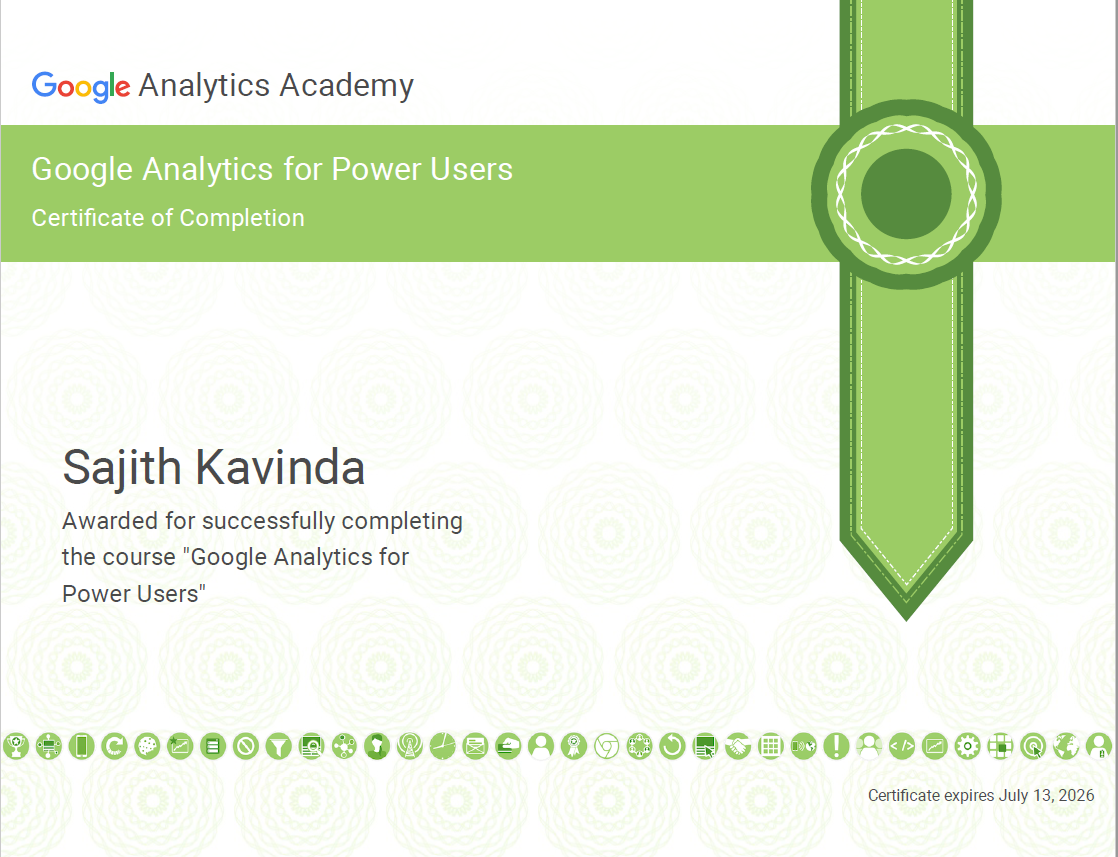 Google Analytics Academy
Google Analytics for Power Users
Certificate of Completion
Sajith Kavinda
Awarded for successfully completing
the course "Google Analytics for
Power Users"
Certificate expires July 13, 2026